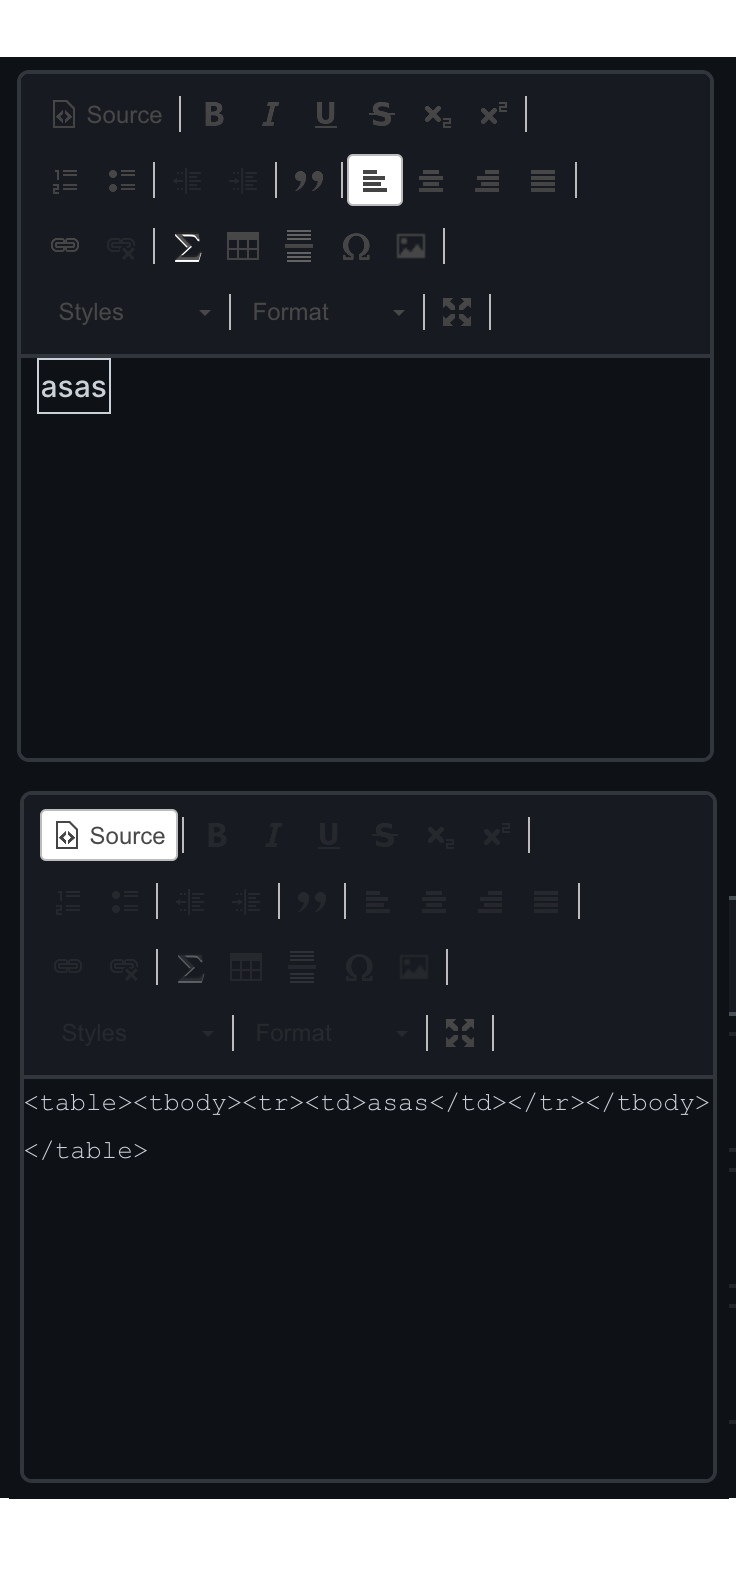 Source B I U S x₂ x²
Styles Format
asas
Source B I U S x₂ x²
Styles Format
<table><tbody><tr><td>asas</td></tr></tbody>
</table>